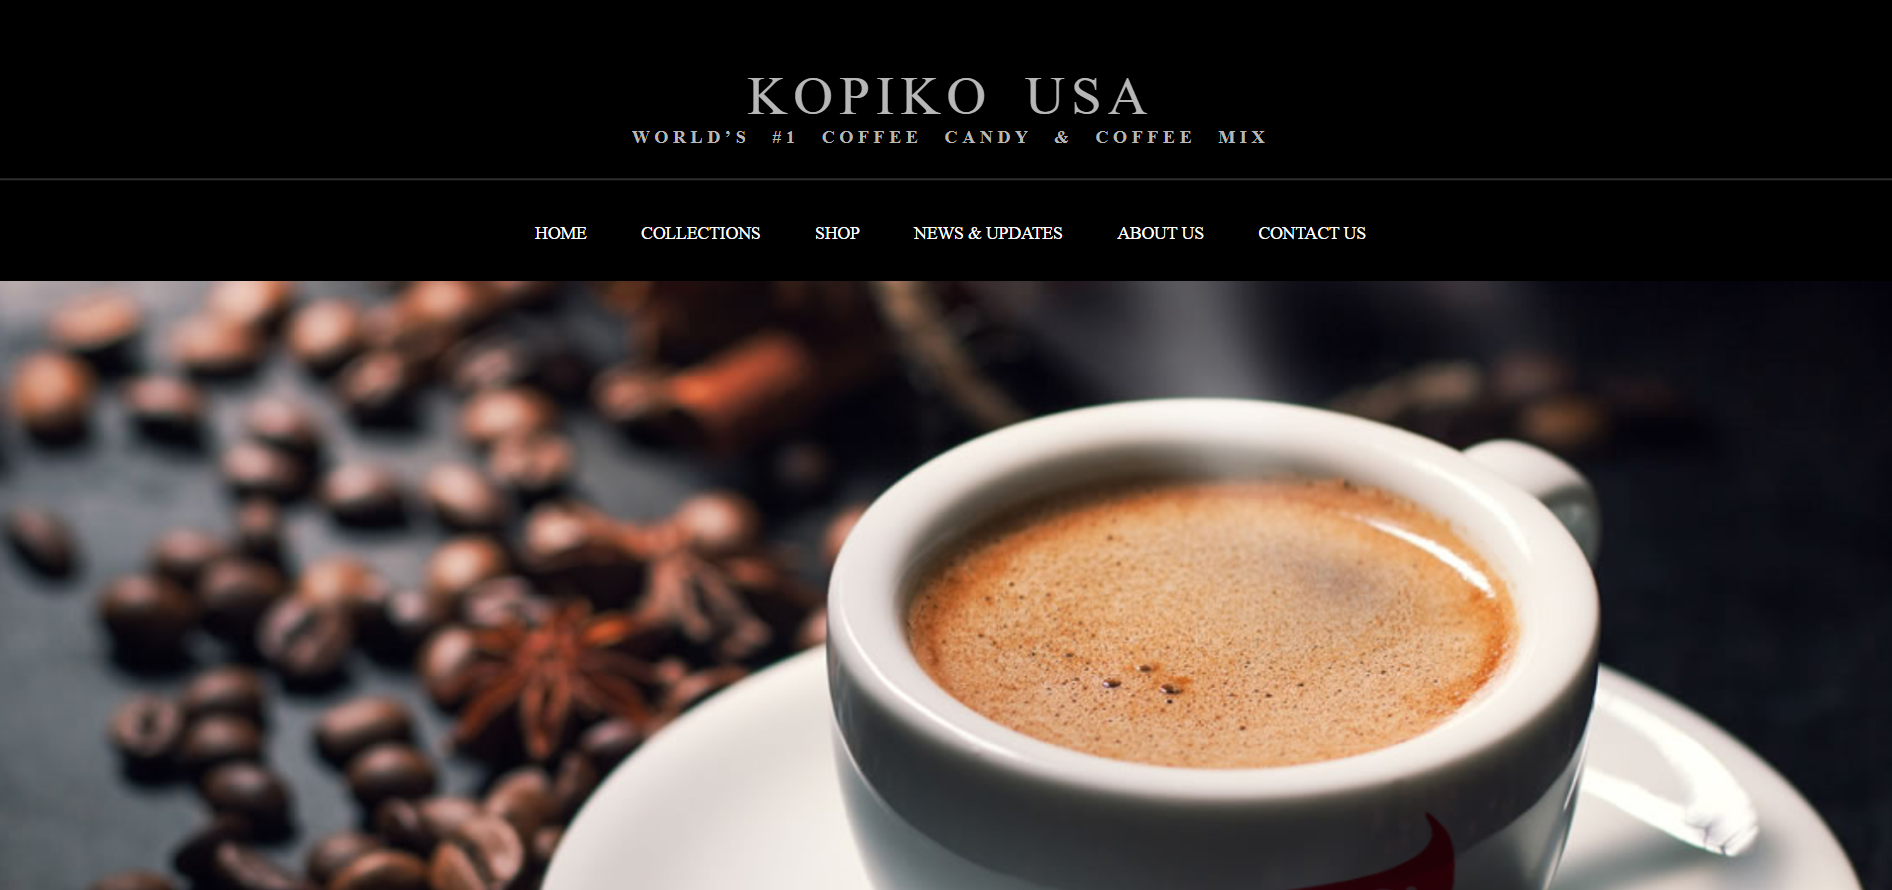 KOPIKO USA
WORLD’S #1 COFFEE CANDY & COFFEE MIX
HOME COLLECTIONS SHOP NEWS & UPDATES ABOUT US CONTACT US